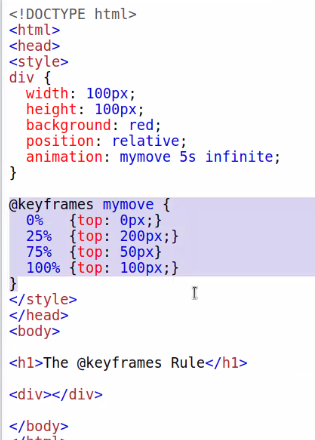 <!DOCTYPE html>
<html>
<head>
<style>
div {
  width: 100px;
  height: 100px;
  background: red;
  position: relative;
  animation: mymove 5s infinite;
}

@keyframes mymove {
  0%   {top: 0px;}
  25%  {top: 200px;}
  75%  {top: 50px}
  100% {top: 100px;}
}
</style>
</head>
<body>

<h1>The @keyframes Rule</h1>

<div></div>

</body>